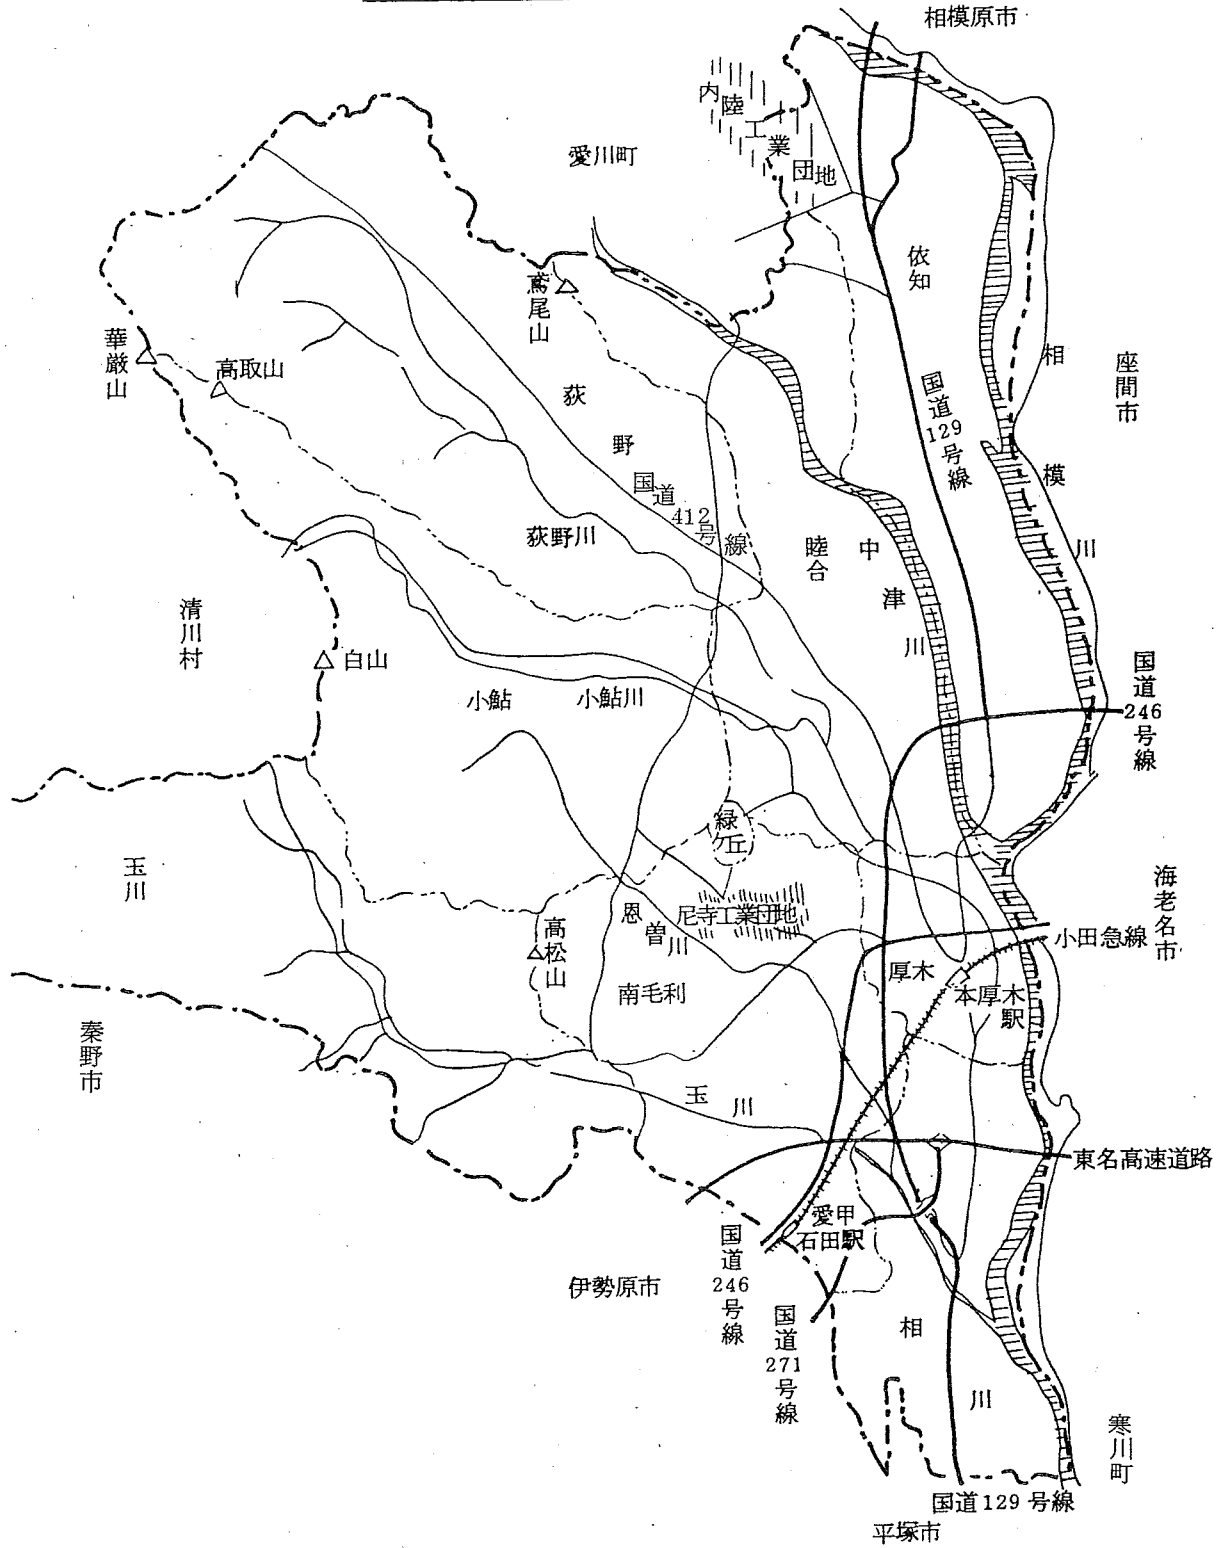 相模原市
内陸工業団地
愛川町
依知
鳶尾山
華厳山
高取山
荻野
相模川
座間市
国道129号線
国道412号線
荻野川
睦合
中津川
清川村
白山
小鮎
小鮎川
国道246号線
緑ケ丘
玉川
海老名市
恩曽川
尼寺工業団地
高松山
小田急線
厚木
本厚木駅
南毛利
秦野市
玉川
東名高速道路
愛甲石田駅
国道246号線
伊勢原市
国道271号線
相川
寒川町
国道129号線
平塚市